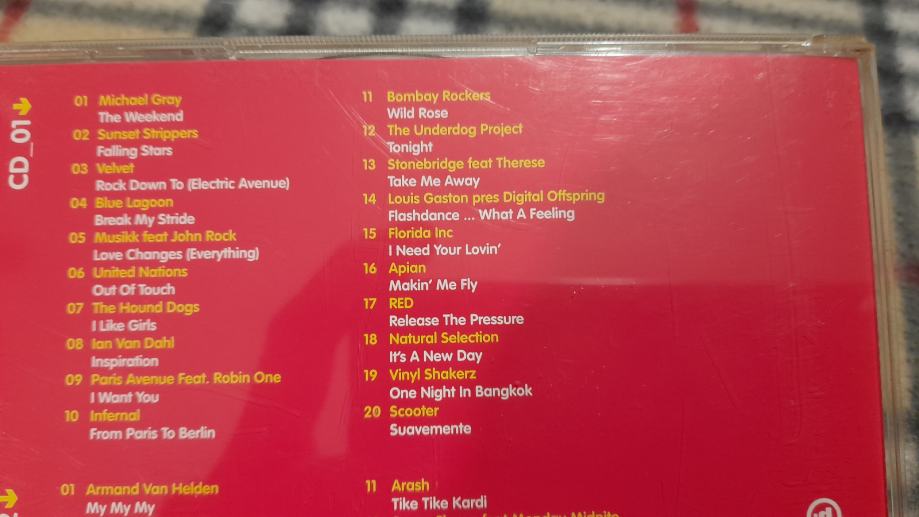 CD_01
01 Michael Gray
The Weekend
02 Sunset Strippers
Falling Stars
03 Velvet
Rock Down To (Electric Avenue)
04 Blue Lagoon
Break My Stride
05 Musikk feat John Rock
Love Changes (Everything)
06 United Nations
Out Of Touch
07 The Hound Dogs
I Like Girls
08 Ian Van Dahl
Inspiration
09 Paris Avenue Feat. Robin One
I Want You
10 Infernal
From Paris To Berlin
11 Bombay Rockers
Wild Rose
12 The Underdog Project
Tonight
13 Stonebridge feat Therese
Take Me Away
14 Louis Gaston pres Digital Offspring
Flashdance ... What A Feeling
15 Florida Inc
I Need Your Lovin'
16 Apian
Makin' Me Fly
17 RED
Release The Pressure
18 Natural Selection
It's A New Day
19 Vinyl Shakerz
One Night In Bangkok
20 Scooter
Suavemente
01 Armand Van Helden
My My My
11 Arash
Tike Tike Kardi